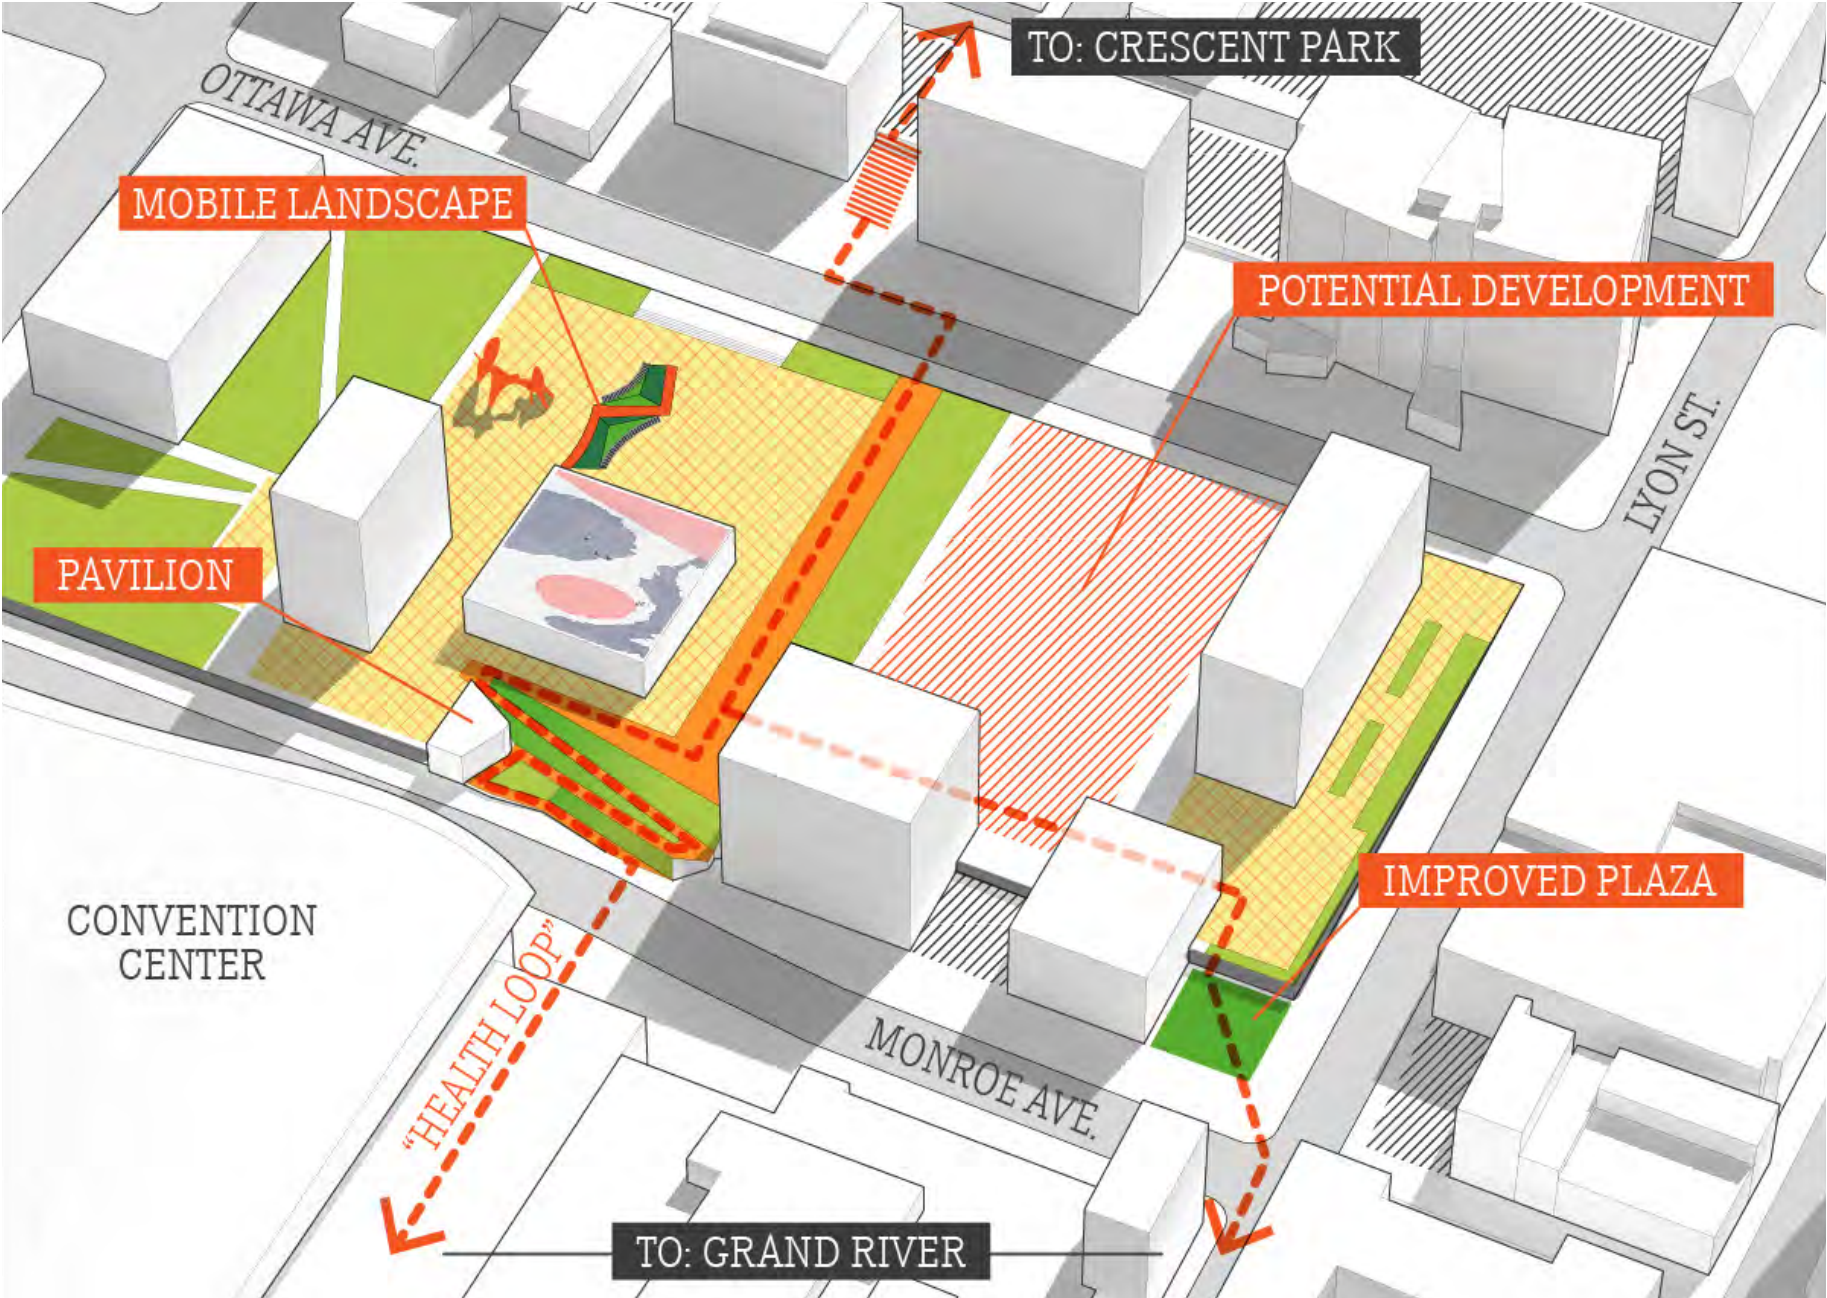 TO: CRESCENT PARK
OTTAWA AVE.
MOBILE LANDSCAPE
POTENTIAL DEVELOPMENT
LYON ST.
PAVILION
IMPROVED PLAZA
CONVENTION
CENTER
"HEALTH LOOP"
MONROE AVE.
TO: GRAND RIVER